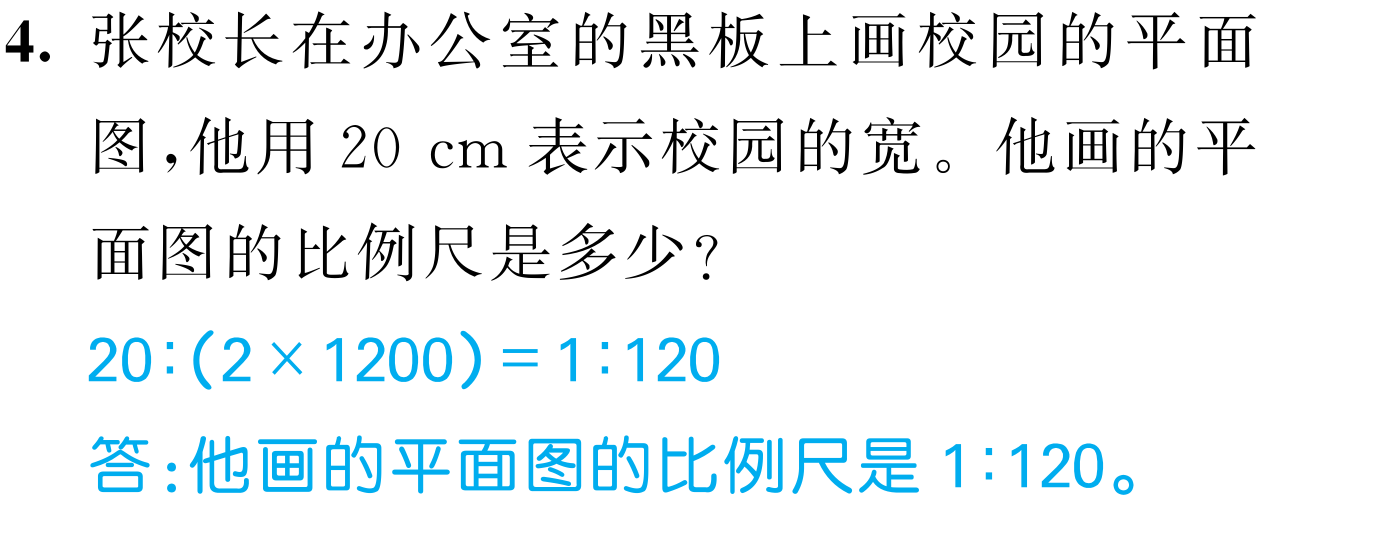 4. 张校长在办公室的黑板上画校园的平面
图,他用 20 cm 表示校园的宽。他画的平
面图的比例尺是多少?
20∶(2×1200)=1∶120
答:他画的平面图的比例尺是 1∶120。